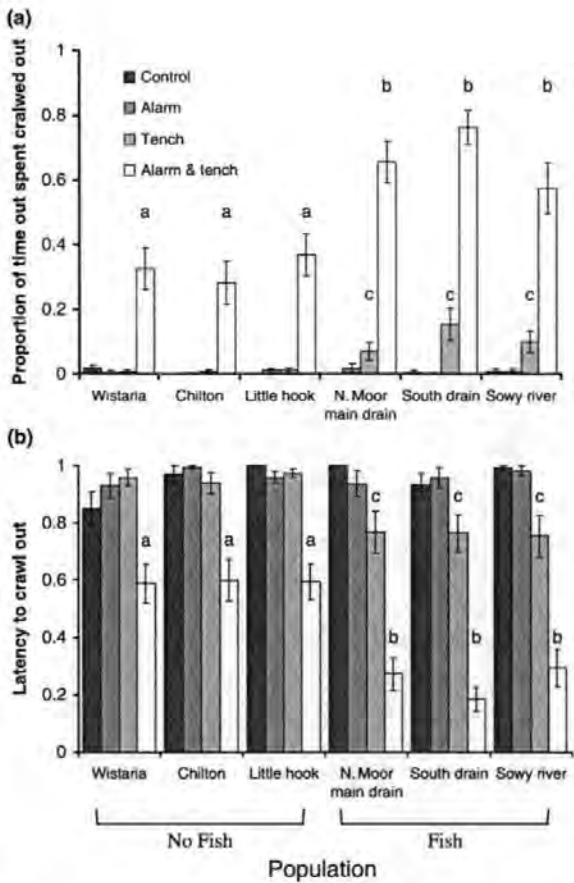 (a)
Proportion of time out spent cralwed out
1
0.8
0.6
0.4
0.2
0
Control
Alarm
Tench
Alarm & tench
a
a
a
b
b
b
c
c
c
Wistaria Chilton Little hook N. Moor main drain South drain Sowy river
(b)
Latency to crawl out
1
0.8
0.6
0.4
0.2
0
a
a
a
c
c
c
b
b
b
Wistaria Chilton Little hook N. Moor main drain South drain Sowy river
No Fish Fish
Population